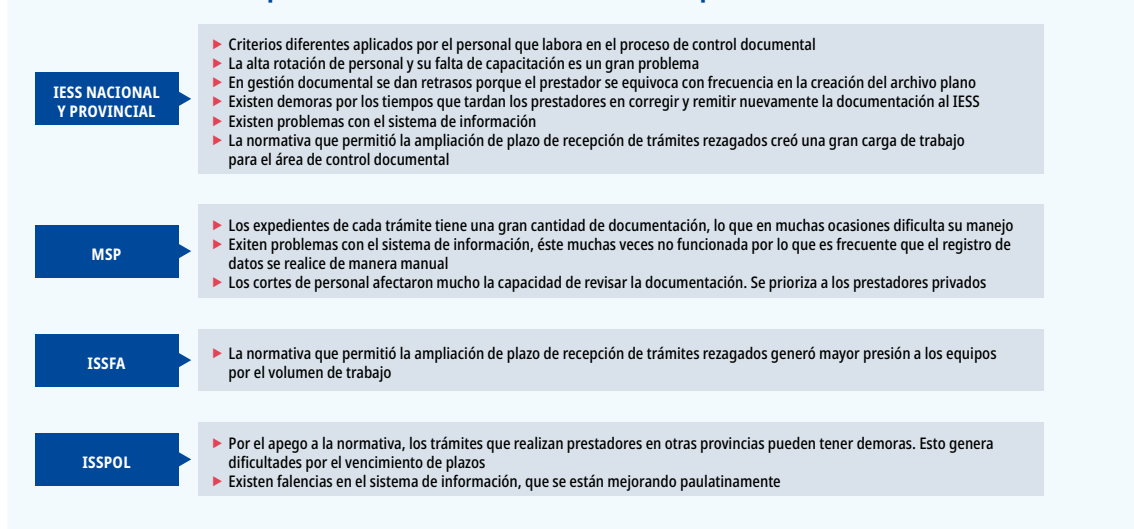 IESS NACIONAL
Y PROVINCIAL
▶ Criterios diferentes aplicados por el personal que labora en el proceso de control documental
▶ La alta rotación de personal y su falta de capacitación es un gran problema
▶ En gestión documental se dan retrasos porque el prestador se equivoca con frecuencia en la creación del archivo plano
▶ Existen demoras por los tiempos que tardan los prestadores en corregir y remitir nuevamente la documentación al IESS
▶ Existen problemas con el sistema de información
▶ La normativa que permitió la ampliación de plazo de recepción de trámites rezagados creó una gran carga de trabajo
para el área de control documental
MSP
▶ Los expedientes de cada trámite tiene una gran cantidad de documentación, lo que en muchas ocasiones dificulta su manejo
▶ Exiten problemas con el sistema de información, éste muchas veces no funcionada por lo que es frecuente que el registro de
datos se realice de manera manual
▶ Los cortes de personal afectaron mucho la capacidad de revisar la documentación. Se prioriza a los prestadores privados
ISSFA
▶ La normativa que permitió la ampliación de plazo de recepción de trámites rezagados generó mayor presión a los equipos
por el volumen de trabajo
ISSPOL
▶ Por el apego a la normativa, los trámites que realizan prestadores en otras provincias pueden tener demoras. Esto genera
dificultades por el vencimiento de plazos
▶ Existen falencias en el sistema de información, que se están mejorando paulatinamente